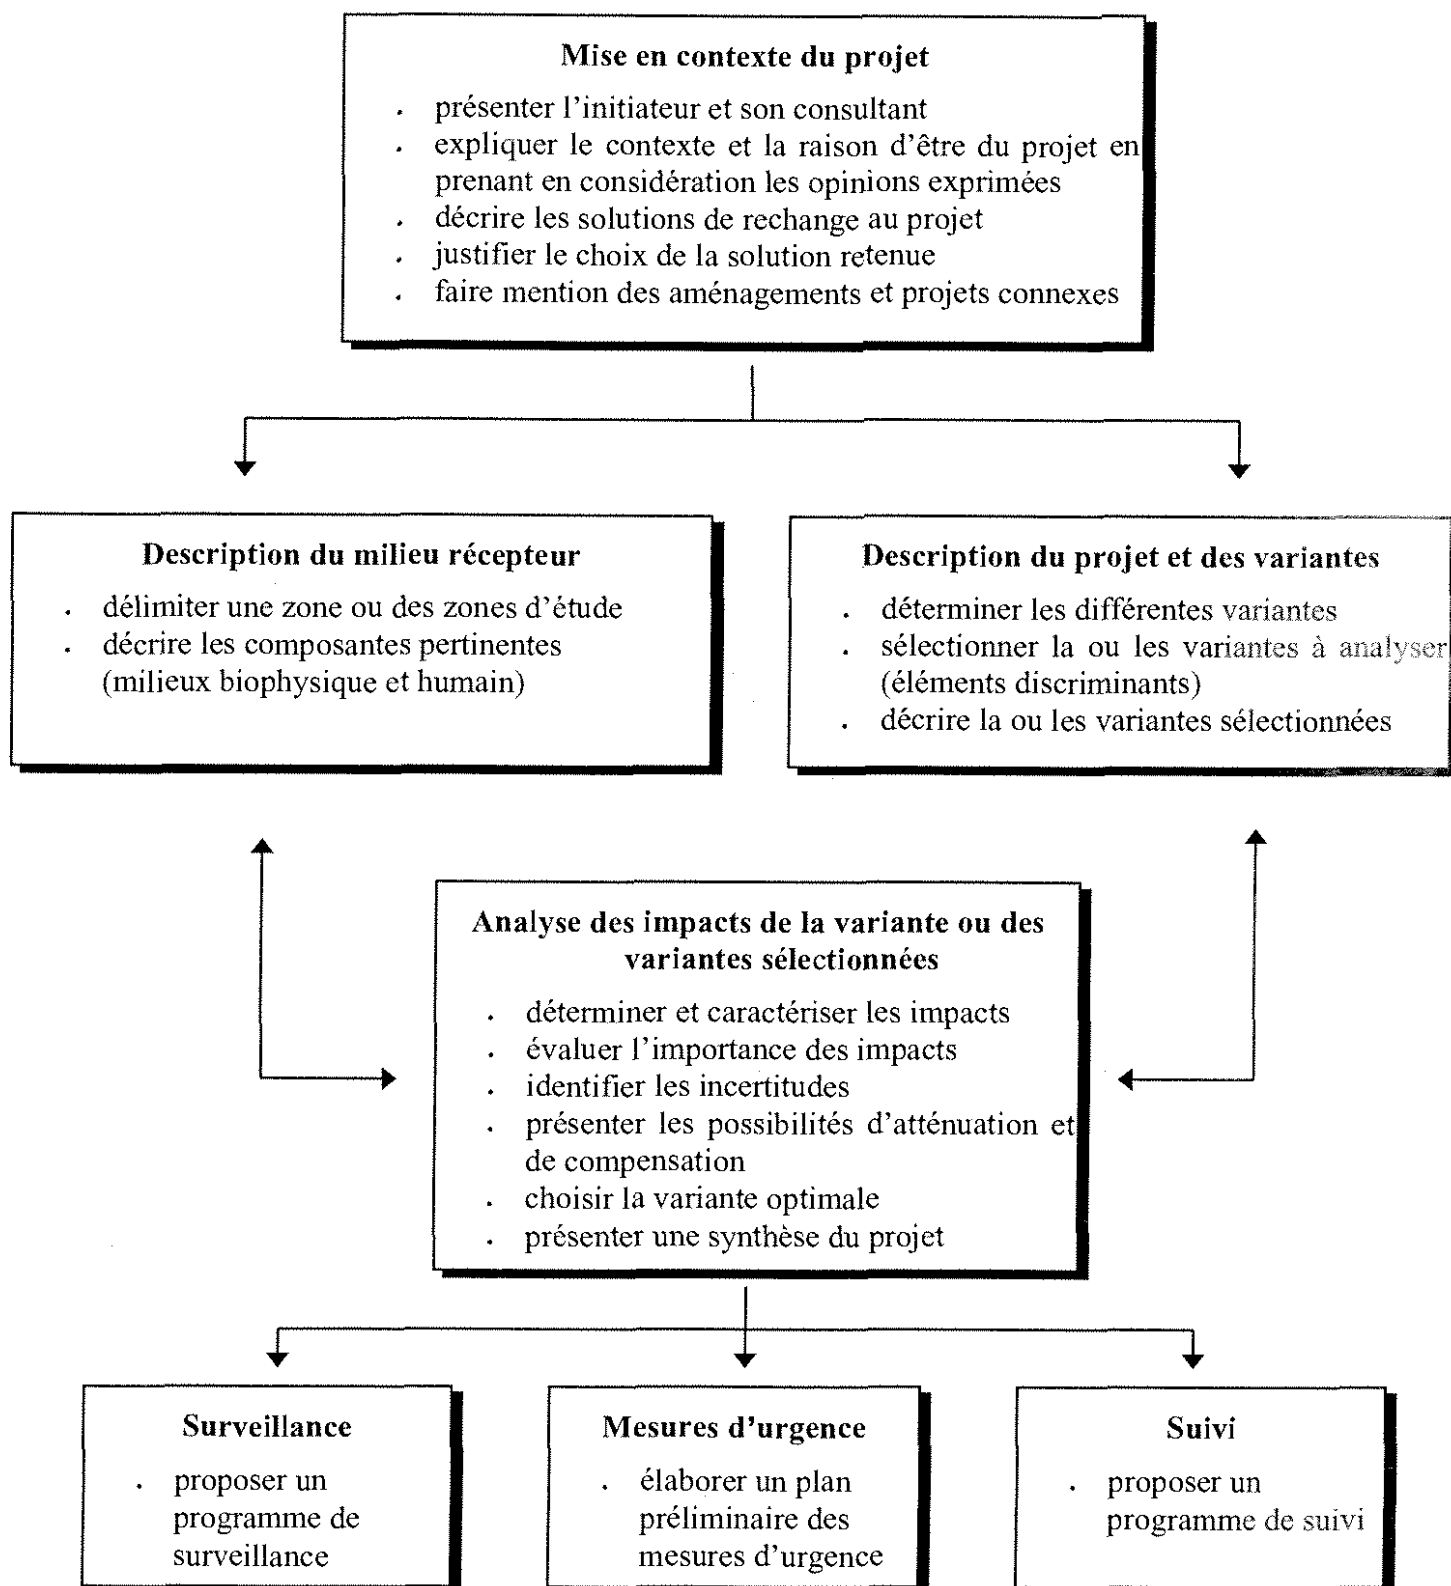 Mise en contexte du projet
. présenter l'initiateur et son consultant
. expliquer le contexte et la raison d'être du projet en
prenant en considération les opinions exprimées
. décrire les solutions de rechange au projet
. justifier le choix de la solution retenue
. faire mention des aménagements et projets connexes
Description du milieu récepteur
. délimiter une zone ou des zones d'étude
. décrire les composantes pertinentes
(milieux biophysique et humain)
Description du projet et des variantes
. déterminer les différentes variantes
. sélectionner la ou les variantes à analyser
(éléments discriminants)
. décrire la ou les variantes sélectionnées
Analyse des impacts de la variante ou des
variantes sélectionnées
. déterminer et caractériser les impacts
. évaluer l'importance des impacts
. identifier les incertitudes
. présenter les possibilités d'atténuation et
de compensation
. choisir la variante optimale
. présenter une synthèse du projet
Surveillance
. proposer un
programme de
surveillance
Mesures d'urgence
. élaborer un plan
préliminaire des
mesures d'urgence
Suivi
. proposer un
programme de suivi